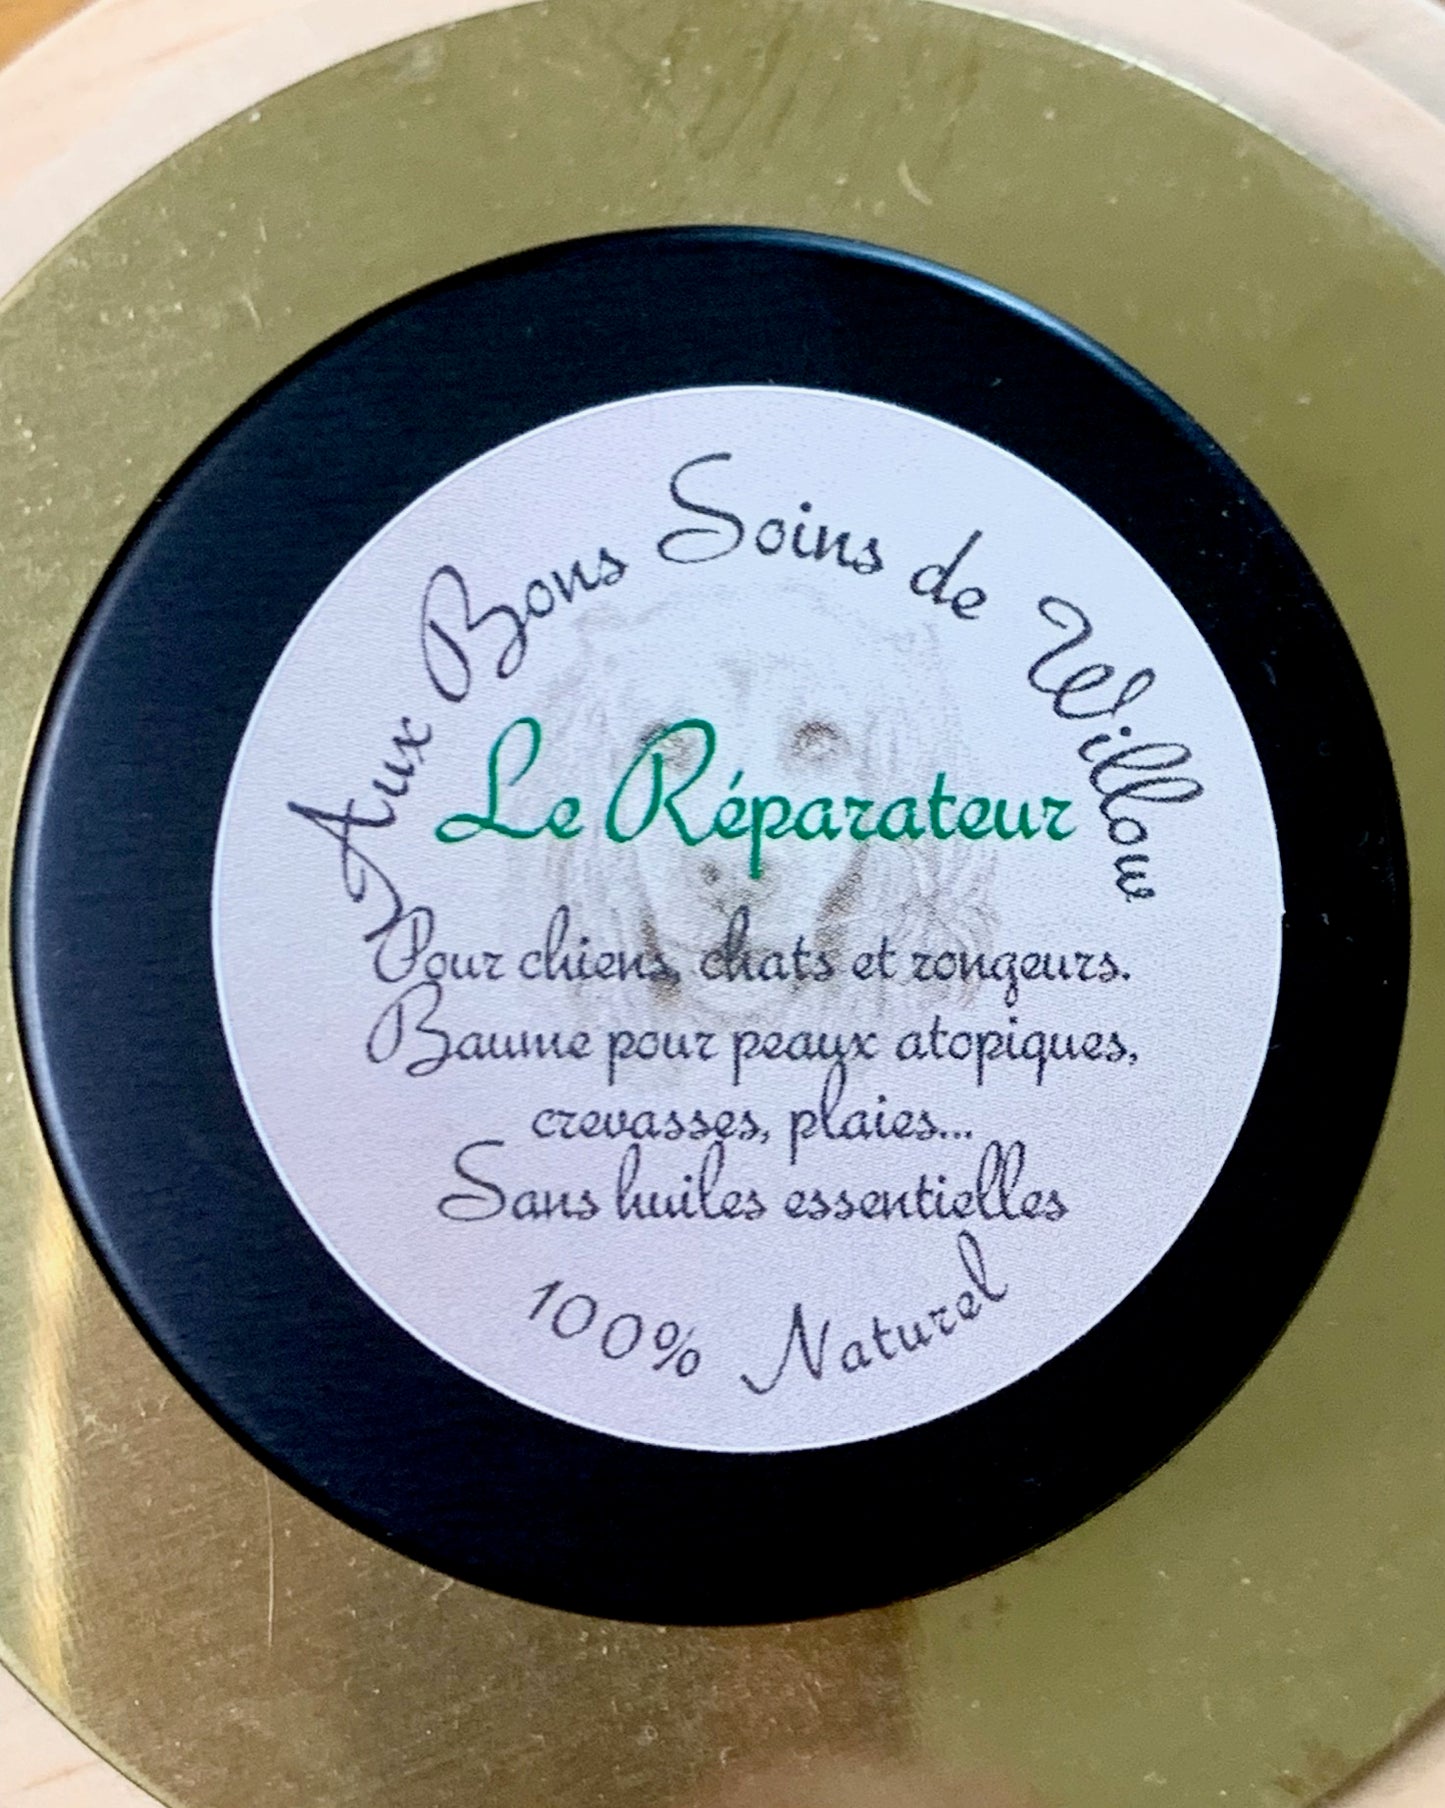 Aux Bons Soins de Willow
Le Réparateur
Pour chiens, chats et rongeurs.
Baume pour peaux atopiques,
crevasses, plaies...
Sans huiles essentielles
100% Naturel